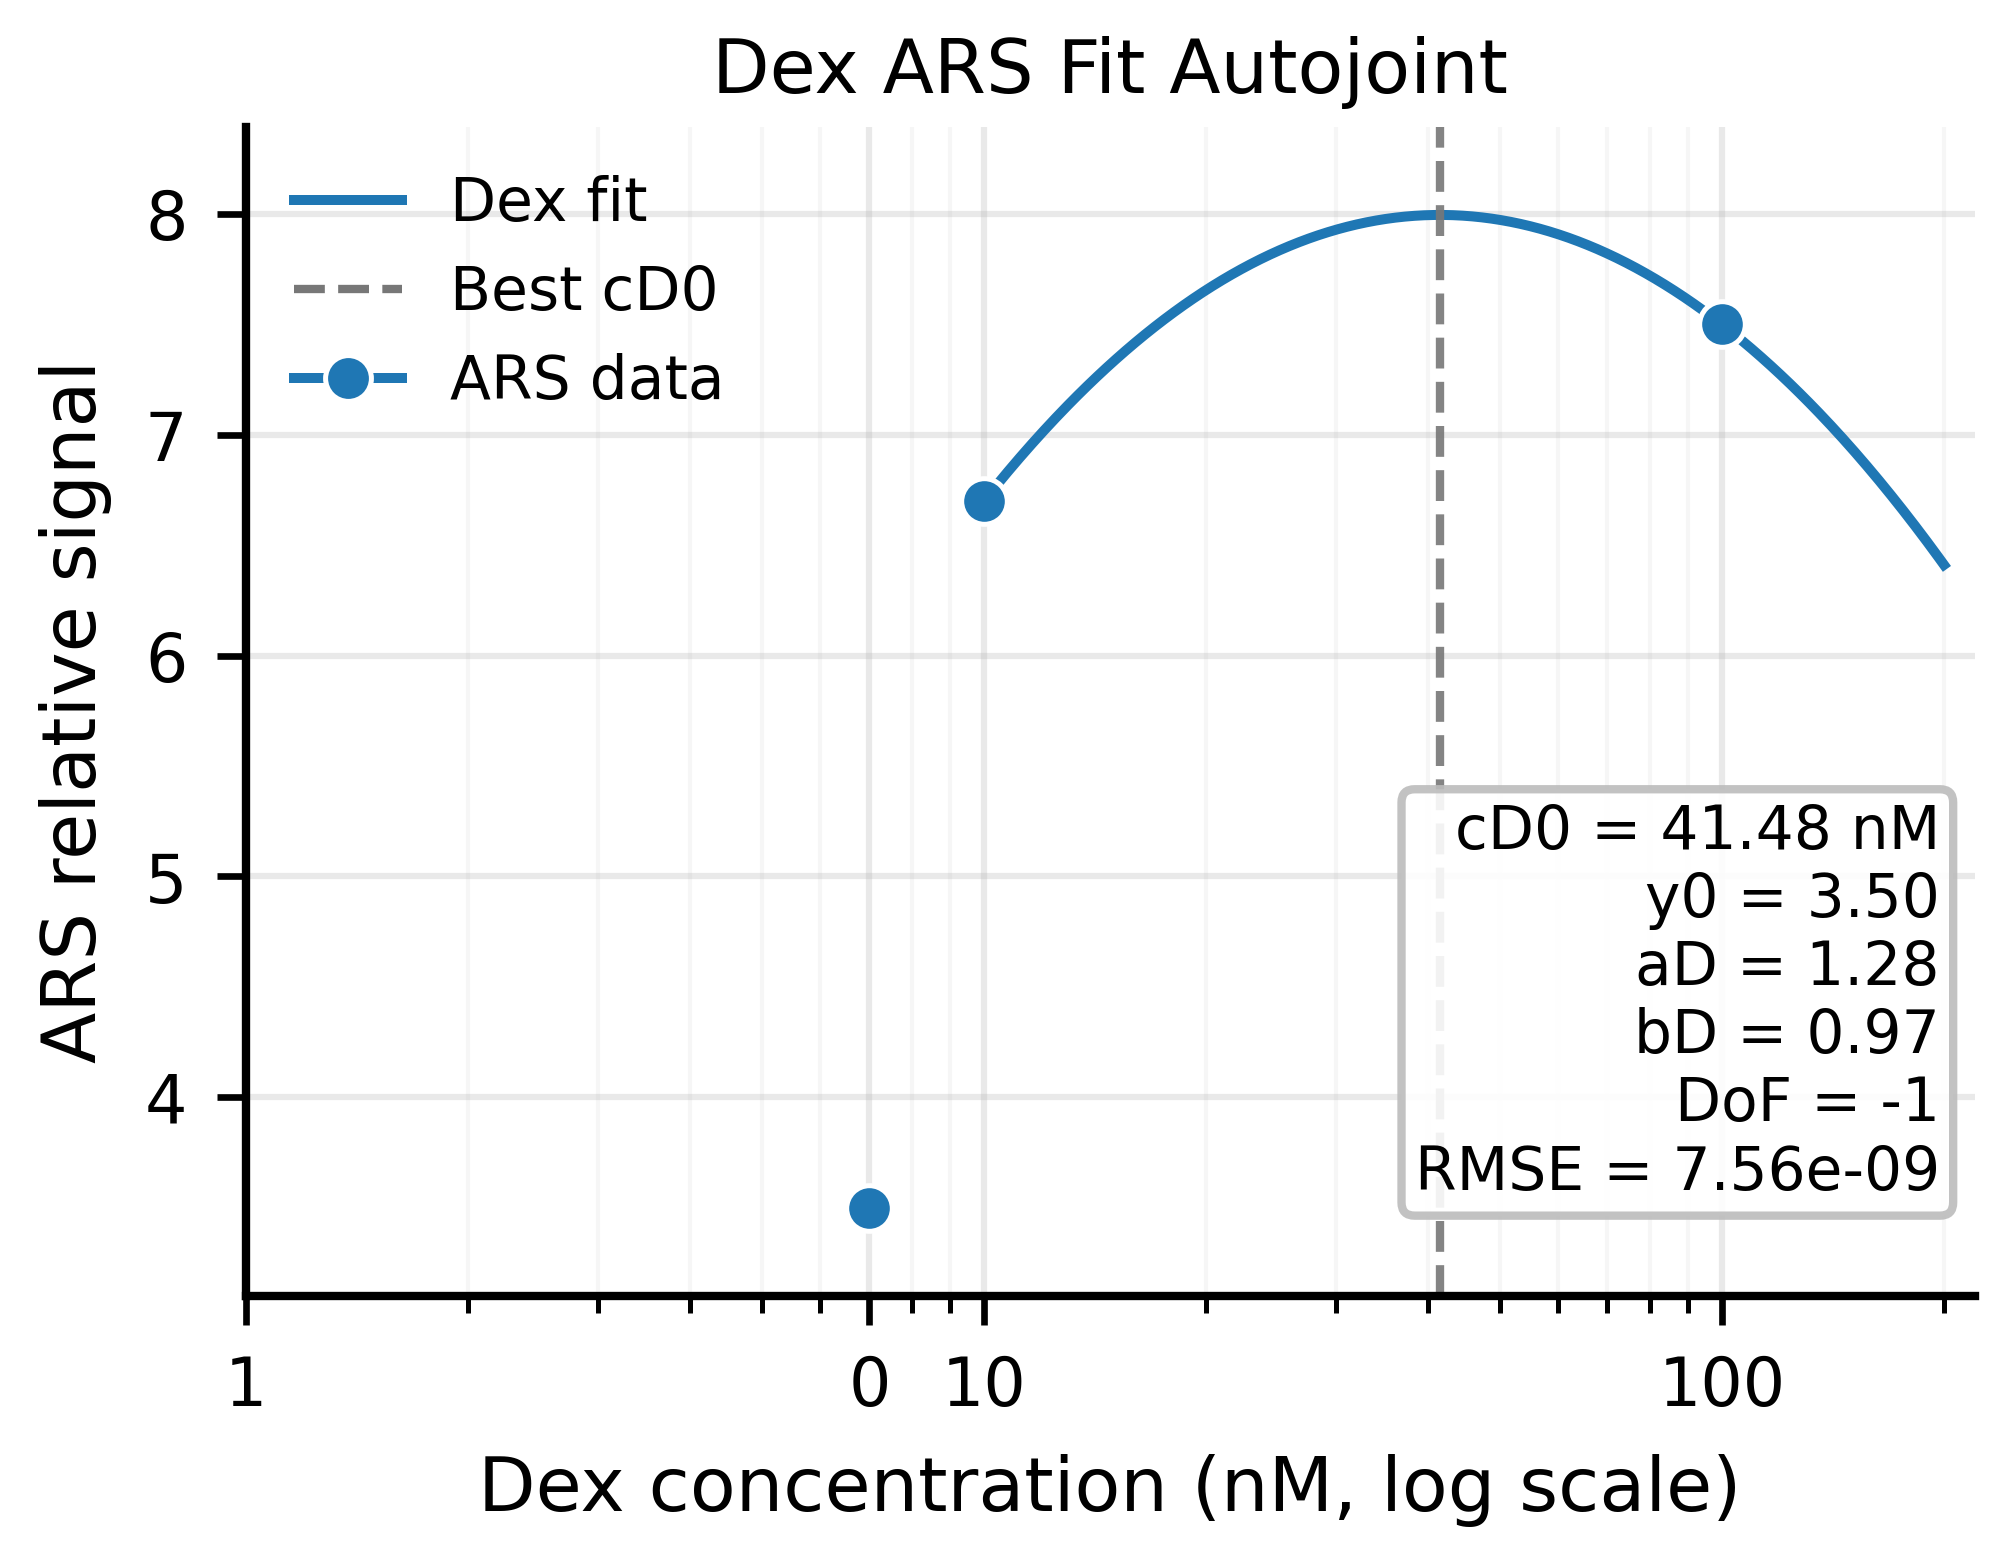 Dex ARS Fit Autojoint
Dex fit
Best cD0
ARS data
8
7
6
5
4
ARS relative signal
cD0 = 41.48 nM
y0 = 3.50
aD = 1.28
bD = 0.97
DoF = -1
RMSE = 7.56e-09
1 0 10 100
Dex concentration (nM, log scale)